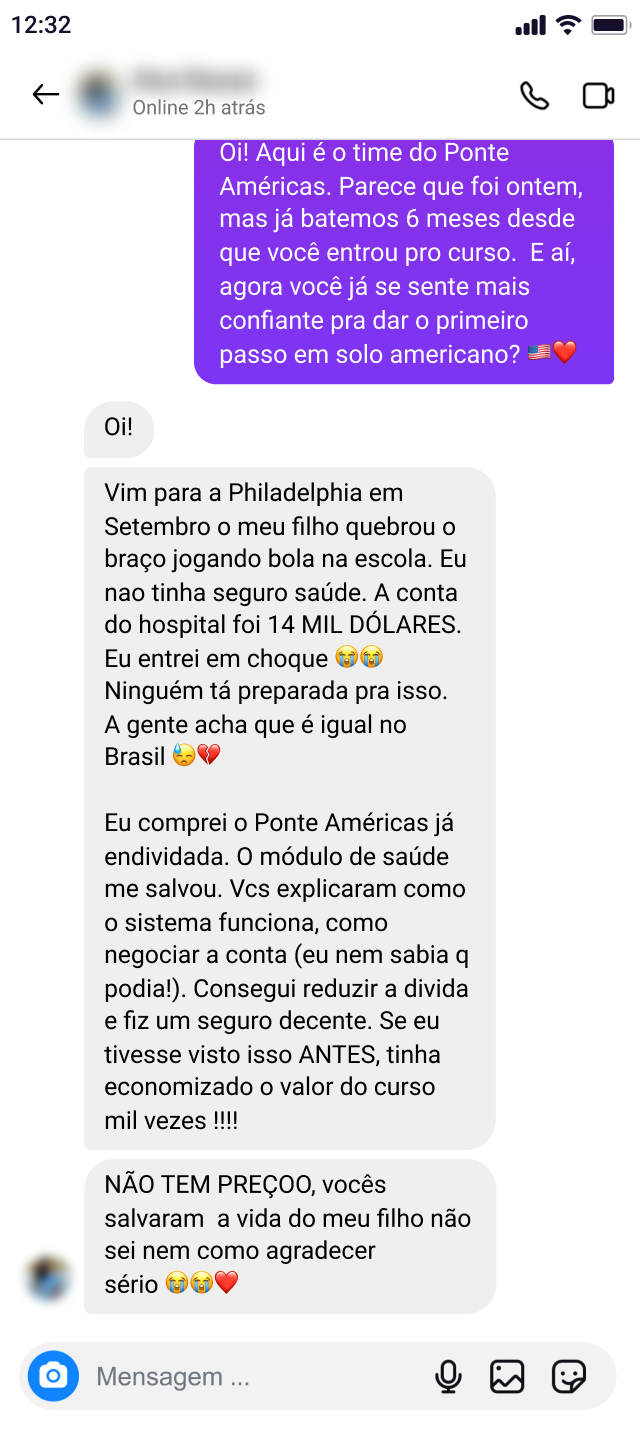 12:32
Online 2h atrás
Oi! Aqui é o time do Ponte
Américas. Parece que foi ontem,
mas já batemos 6 meses desde
que você entrou pro curso.  E aí,
agora você já se sente mais
confiante pra dar o primeiro
passo em solo americano? 🇺🇸❤️
Oi!
Vim para a Philadelphia em
Setembro o meu filho quebrou o
braço jogando bola na escola. Eu
nao tinha seguro saúde. A conta
do hospital foi 14 MIL DÓLARES.
Eu entrei em choque 😭😭
Ninguém tá preparada pra isso.
A gente acha que é igual no
Brasil 😓💔
Eu comprei o Ponte Américas já
endividada. O módulo de saúde
me salvou. Vcs explicaram como
o sistema funciona, como
negociar a conta (eu nem sabia q
podia!). Consegui reduzir a divida
e fiz um seguro decente. Se eu
tivesse visto isso ANTES, tinha
economizado o valor do curso
mil vezes !!!!
NÃO TEM PREÇOO, vocês
salvaram  a vida do meu filho não
sei nem como agradecer
sério 😭😭❤️
Mensagem ...